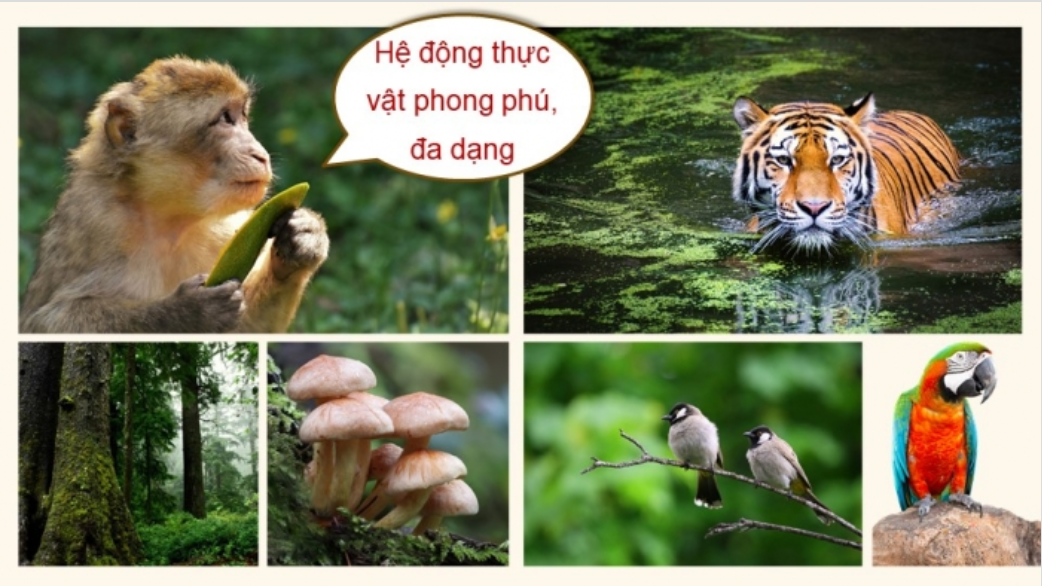 Hệ động thực
vật phong phú,
đa dạng